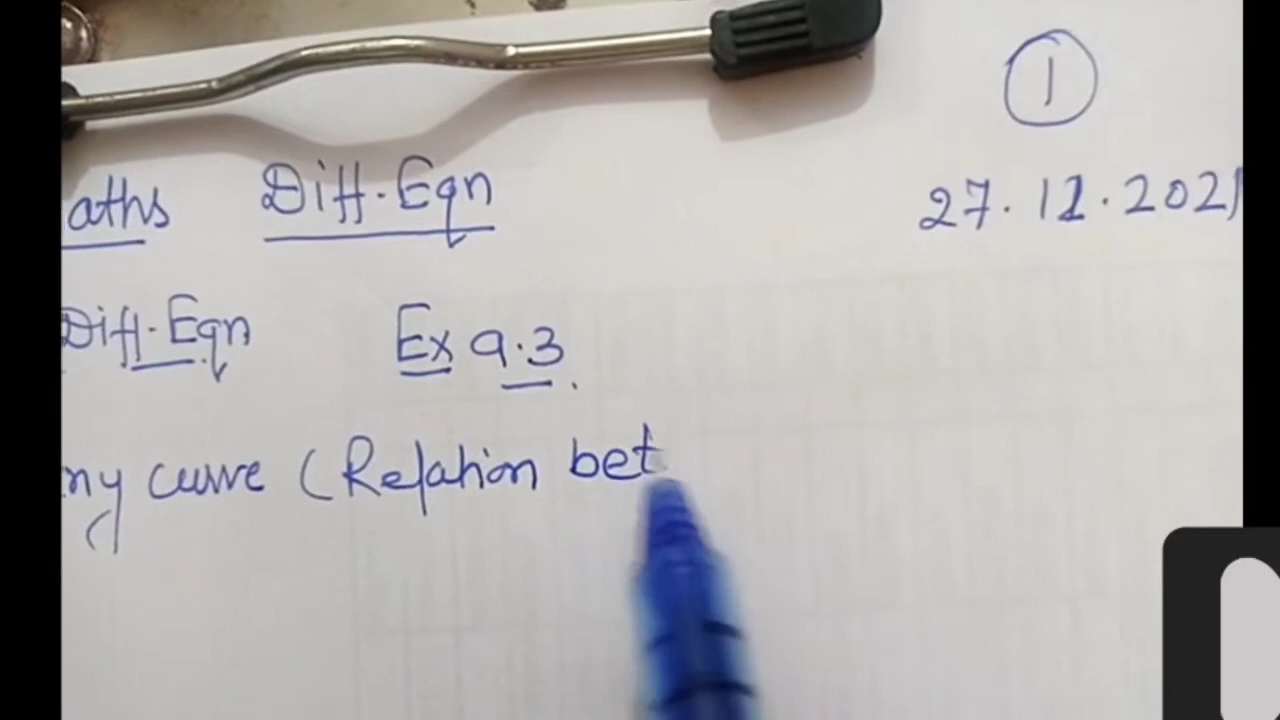 1
aths Diff. Eqn 27.12.2021
Diff. Eqn Ex 9.3
ny curve (Relation bet